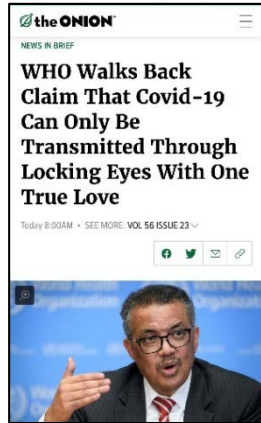 the ONION
NEWS IN BRIEF
WHO Walks Back
Claim That Covid-19
Can Only Be
Transmitted Through
Locking Eyes With One
True Love
Today 8:00AM • SEE MORE: VOL 56 ISSUE 23